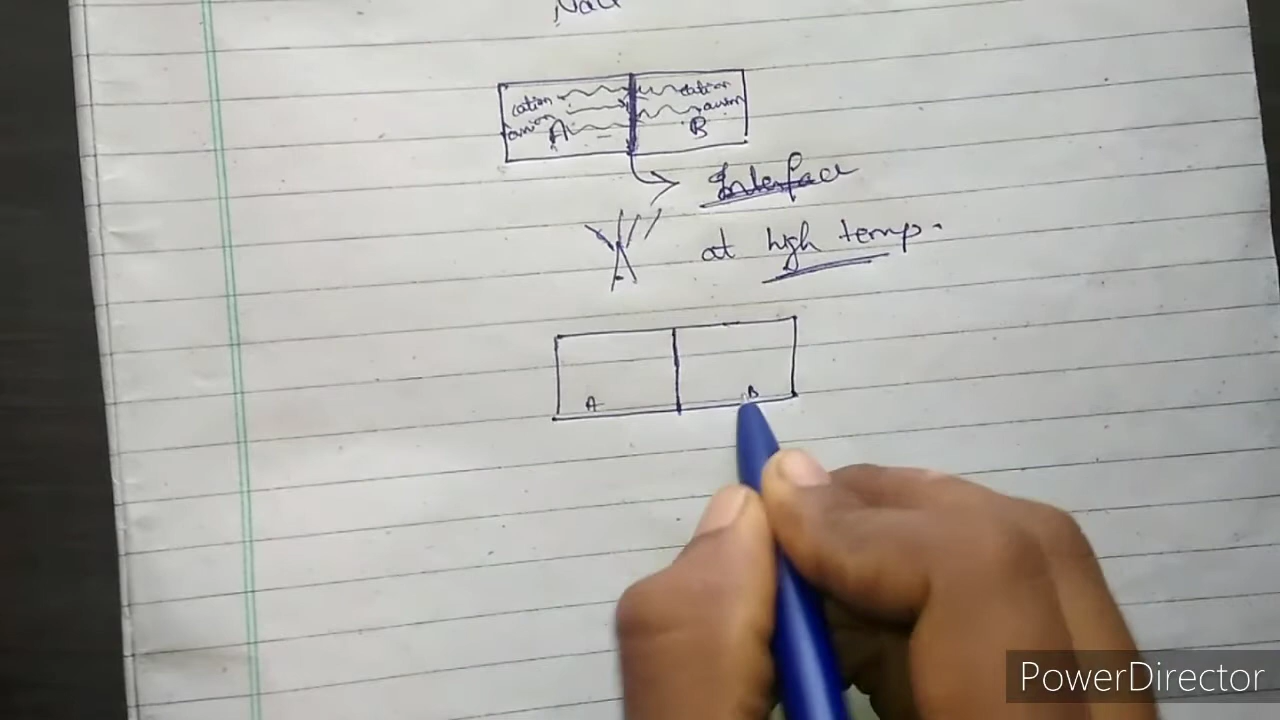 cation cation
anion anion
A B
Interface
at high temp.
A B
PowerDirector